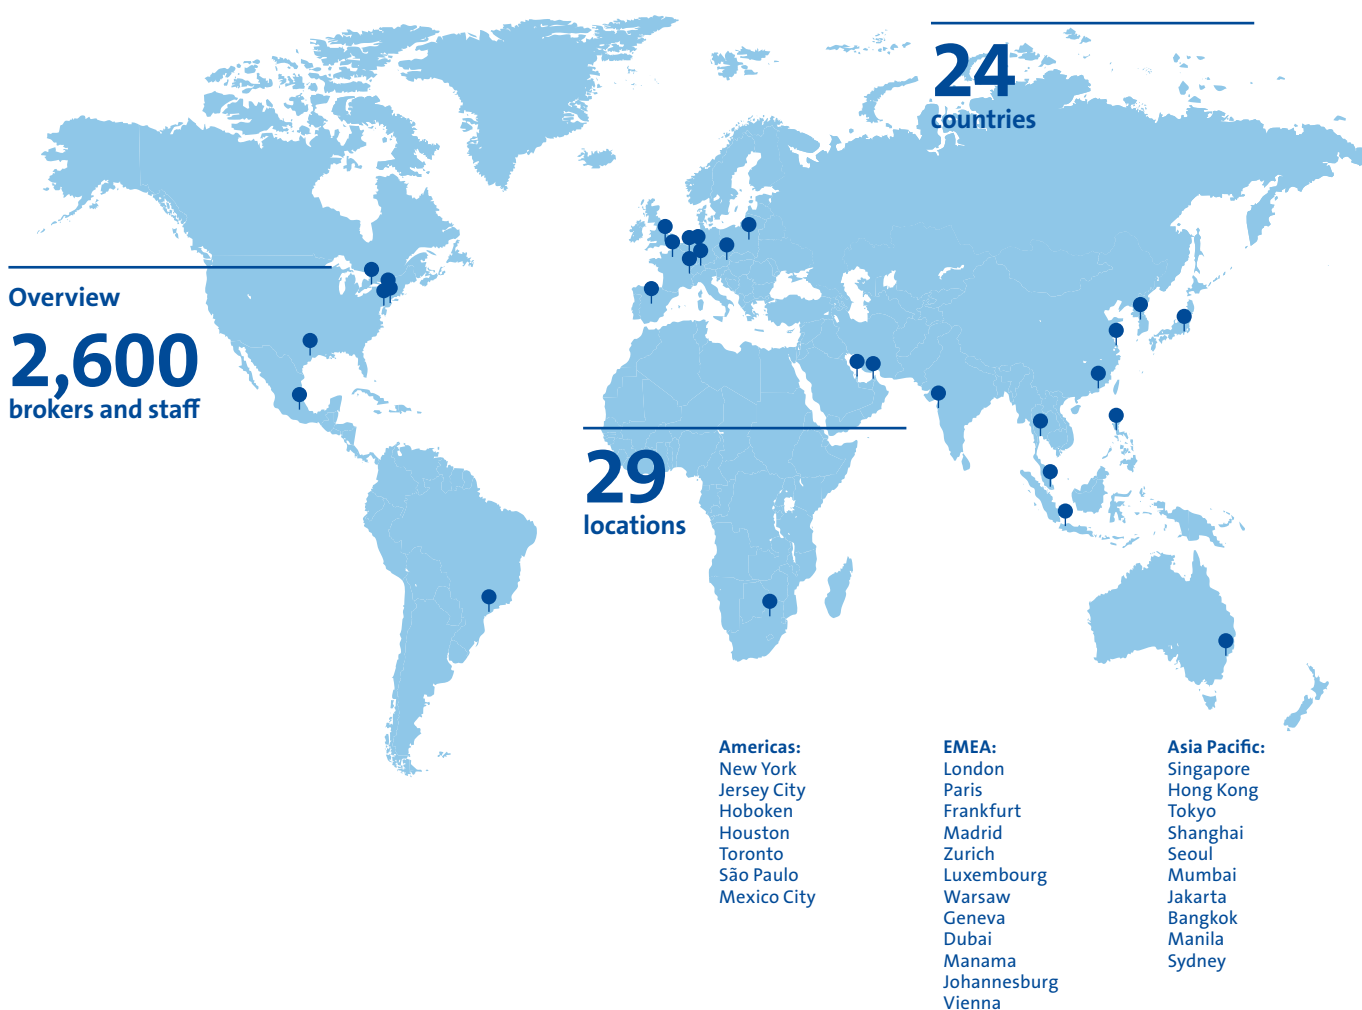 24
countries
Overview
2,600
brokers and staff
29
locations
Americas:
New York
Jersey City
Hoboken
Houston
Toronto
São Paulo
Mexico City
EMEA:
London
Paris
Frankfurt
Madrid
Zurich
Luxembourg
Warsaw
Geneva
Dubai
Manama
Johannesburg
Vienna
Asia Pacific:
Singapore
Hong Kong
Tokyo
Shanghai
Seoul
Mumbai
Jakarta
Bangkok
Manila
Sydney